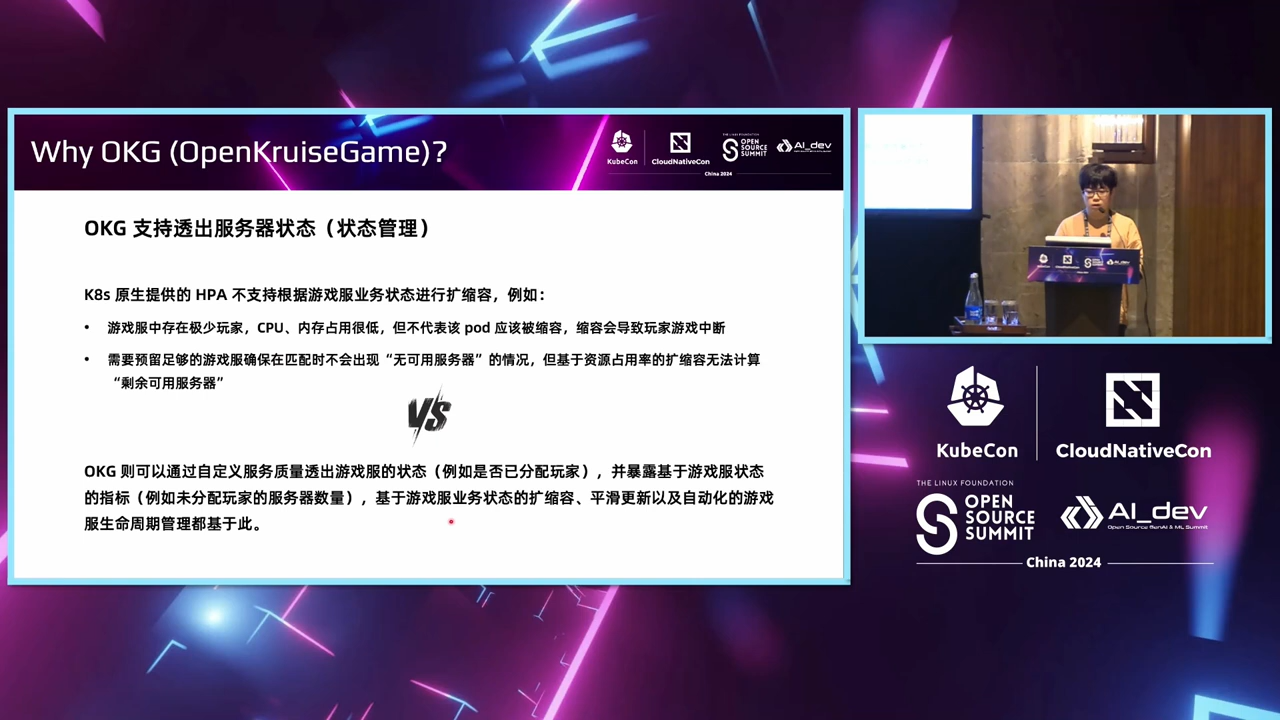 Why OKG (OpenKruiseGame)?
KubeCon
CloudNativeCon
THE LINUX FOUNDATION
OPEN
SOURCE
SUMMIT
AI_dev
China 2024
OKG 支持透出服务器状态（状态管理）
K8s 原生提供的 HPA 不支持根据游戏服业务状态进行扩缩容，例如：
• 游戏服中存在极少玩家，CPU、内存占用很低，但不代表该 pod 应该被缩容，缩容会导致玩家游戏中断
• 需要预留足够的游戏服确保在匹配时不会出现“无可用服务器”的情况，但基于资源占用率的扩缩容无法计算
“剩余可用服务器”
VS
OKG 则可以通过自定义服务质量透出游戏服的状态（例如是否已分配玩家），并暴露基于游戏服状态
的指标（例如未分配玩家的服务器数量），基于游戏服业务状态的扩缩容、平滑更新以及自动化的游戏
服生命周期管理都基于此。
KubeCon
CloudNativeCon
THE LINUX FOUNDATION
OPEN
SOURCE
SUMMIT
AI_dev
Open Source GenAI & ML Summit
China 2024